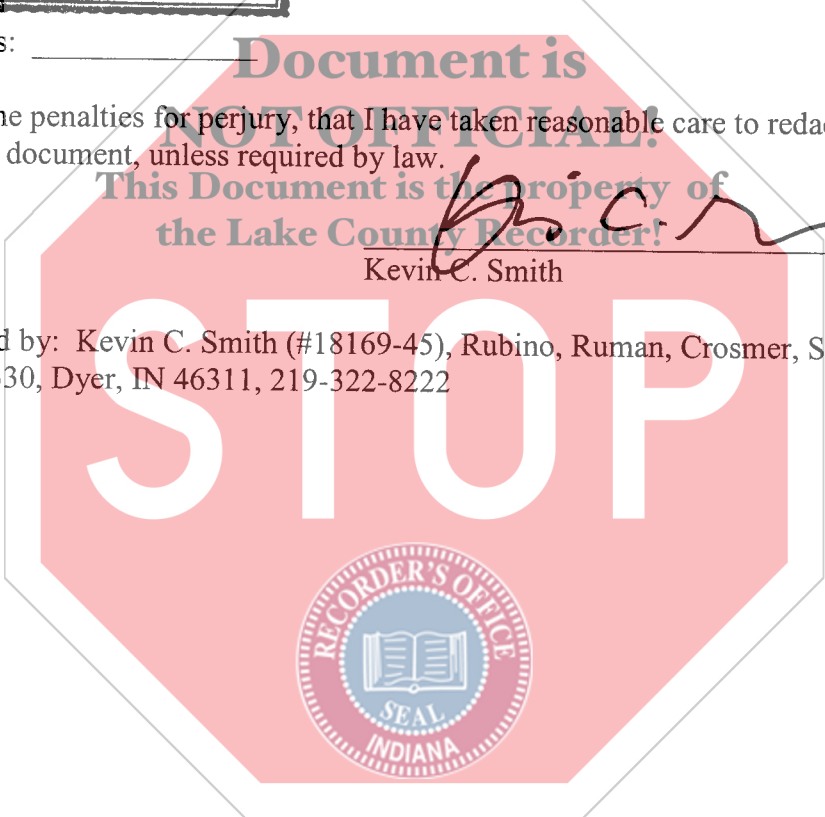 s:
Document is
NOT OFFICIAL!
ne penalties for perjury, that I have taken reasonable care to redac
document, unless required by law.
This Document is the property of
the Lake County Recorder!
Kevin C. Smith
d by: Kevin C. Smith (#18169-45), Rubino, Ruman, Crosmer, S
30, Dyer, IN 46311, 219-322-8222
STOP
RECORDER'S OFFICE
SEAL
INDIANA